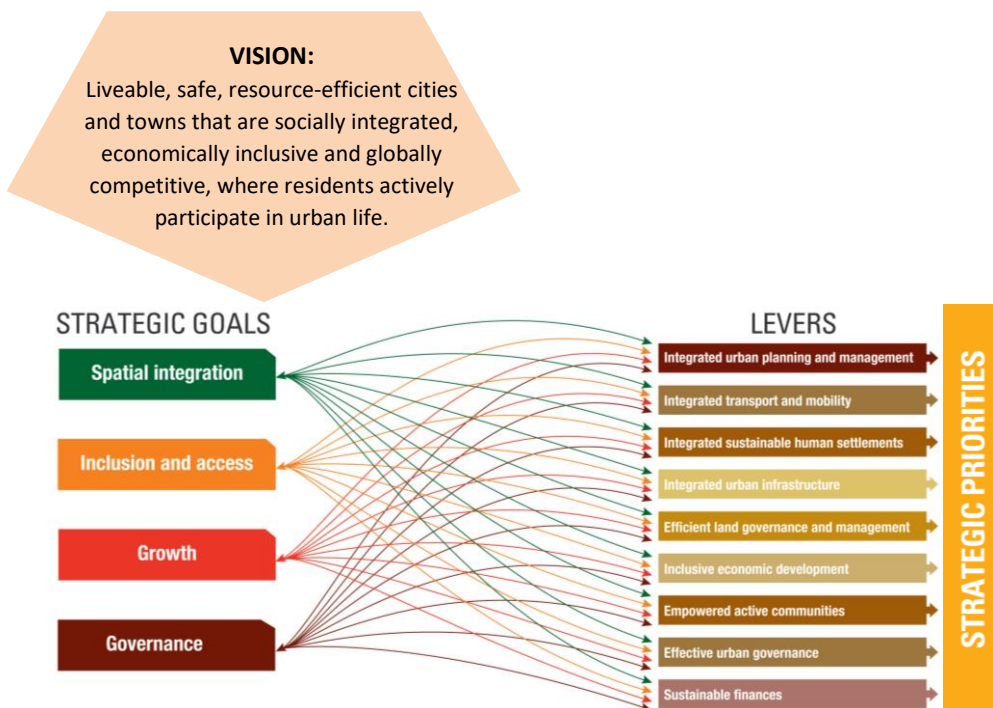 VISION:
Liveable, safe, resource-efficient cities
and towns that are socially integrated,
economically inclusive and globally
competitive, where residents actively
participate in urban life.
STRATEGIC GOALS
Spatial integration
Inclusion and access
Growth
Governance
LEVERS
Integrated urban planning and management
Integrated transport and mobility
Integrated sustainable human settlements
Integrated urban infrastructure
Efficient land governance and management
Inclusive economic development
Empowered active communities
Effective urban governance
Sustainable finances
STRATEGIC PRIORITIES